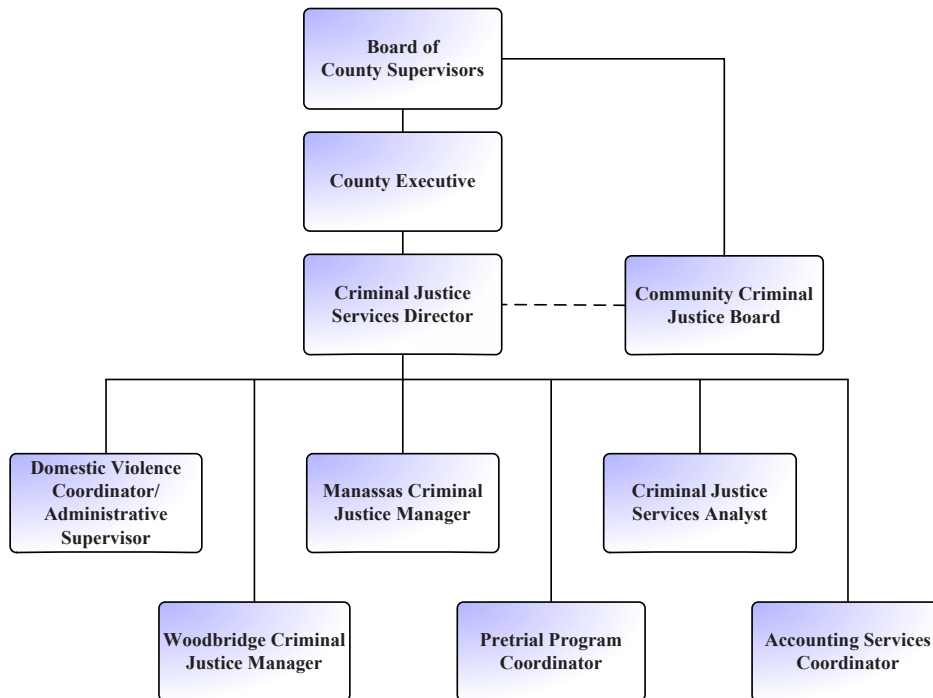 Board of
County Supervisors
County Executive
Criminal Justice
Services Director
Community Criminal
Justice Board
Domestic Violence
Coordinator/
Administrative
Supervisor
Manassas Criminal
Justice Manager
Criminal Justice
Services Analyst
Woodbridge Criminal
Justice Manager
Pretrial Program
Coordinator
Accounting Services
Coordinator